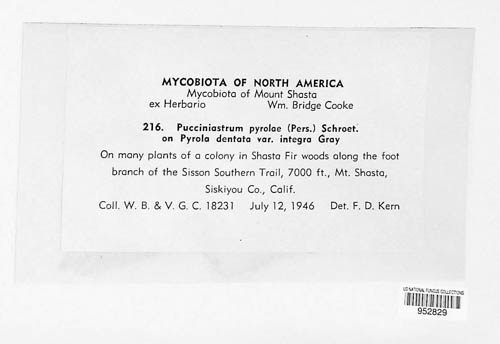 MYCOBIOTA OF NORTH AMERICA
Mycobiota of Mount Shasta
ex Herbario Wm. Bridge Cooke
216. Pucciniastrum pyrolae (Pers.) Schroet.
on Pyrola dentata var. integra Gray
On many plants of a colony in Shasta Fir woods along the foot
branch of the Sisson Southern Trail, 7000 ft., Mt. Shasta,
Siskiyou Co., Calif.
Coll. W. B. & V. G. C. 18231 July 12, 1946 Det. F. D. Kern
US NATIONAL FUNGUS COLLECTIONS
952829